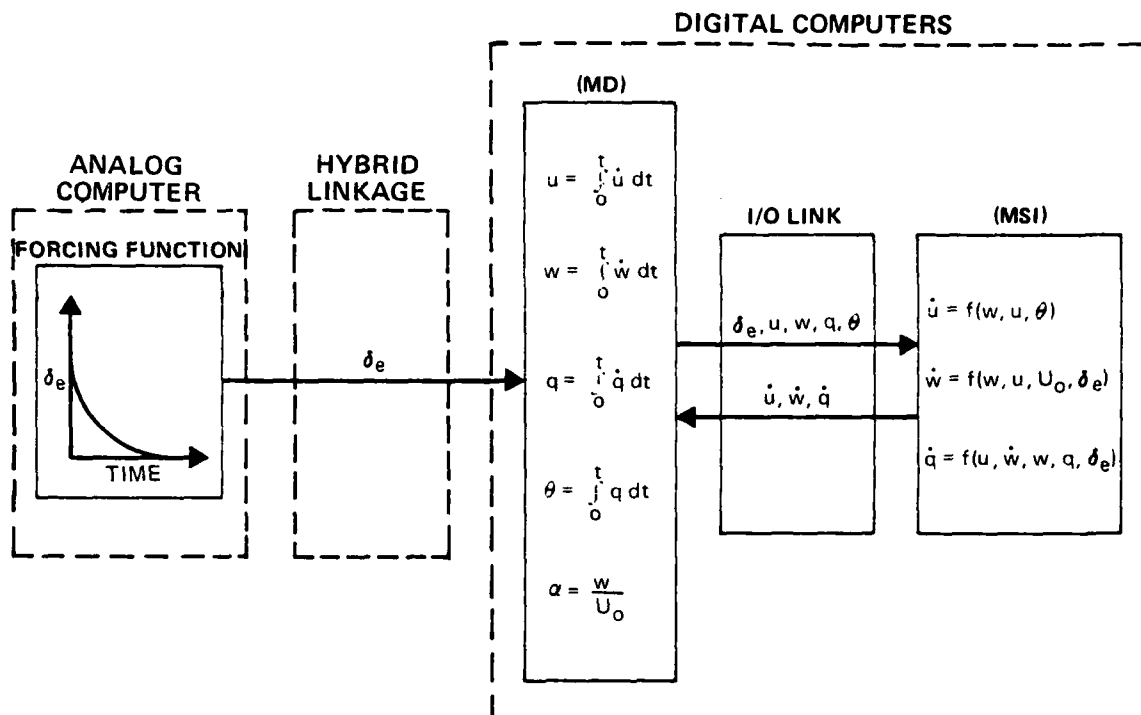 DIGITAL COMPUTERS
ANALOG
COMPUTER
FORCING FUNCTION
δe
TIME
HYBRID
LINKAGE
δe
(MD)
u = ∫₀ᵗ u̇ dt
w = ∫₀ᵗ ẇ dt
q = ∫₀ᵗ q̇ dt
θ = ∫₀ᵗ q dt
α = w/U₀
I/O LINK
δe, u, w, q, θ
u̇, ẇ, q̇
(MSI)
u̇ = f(w, u, θ)
ẇ = f(w, u, U₀, δe)
q̇ = f(u, ẇ, w, q, δe)